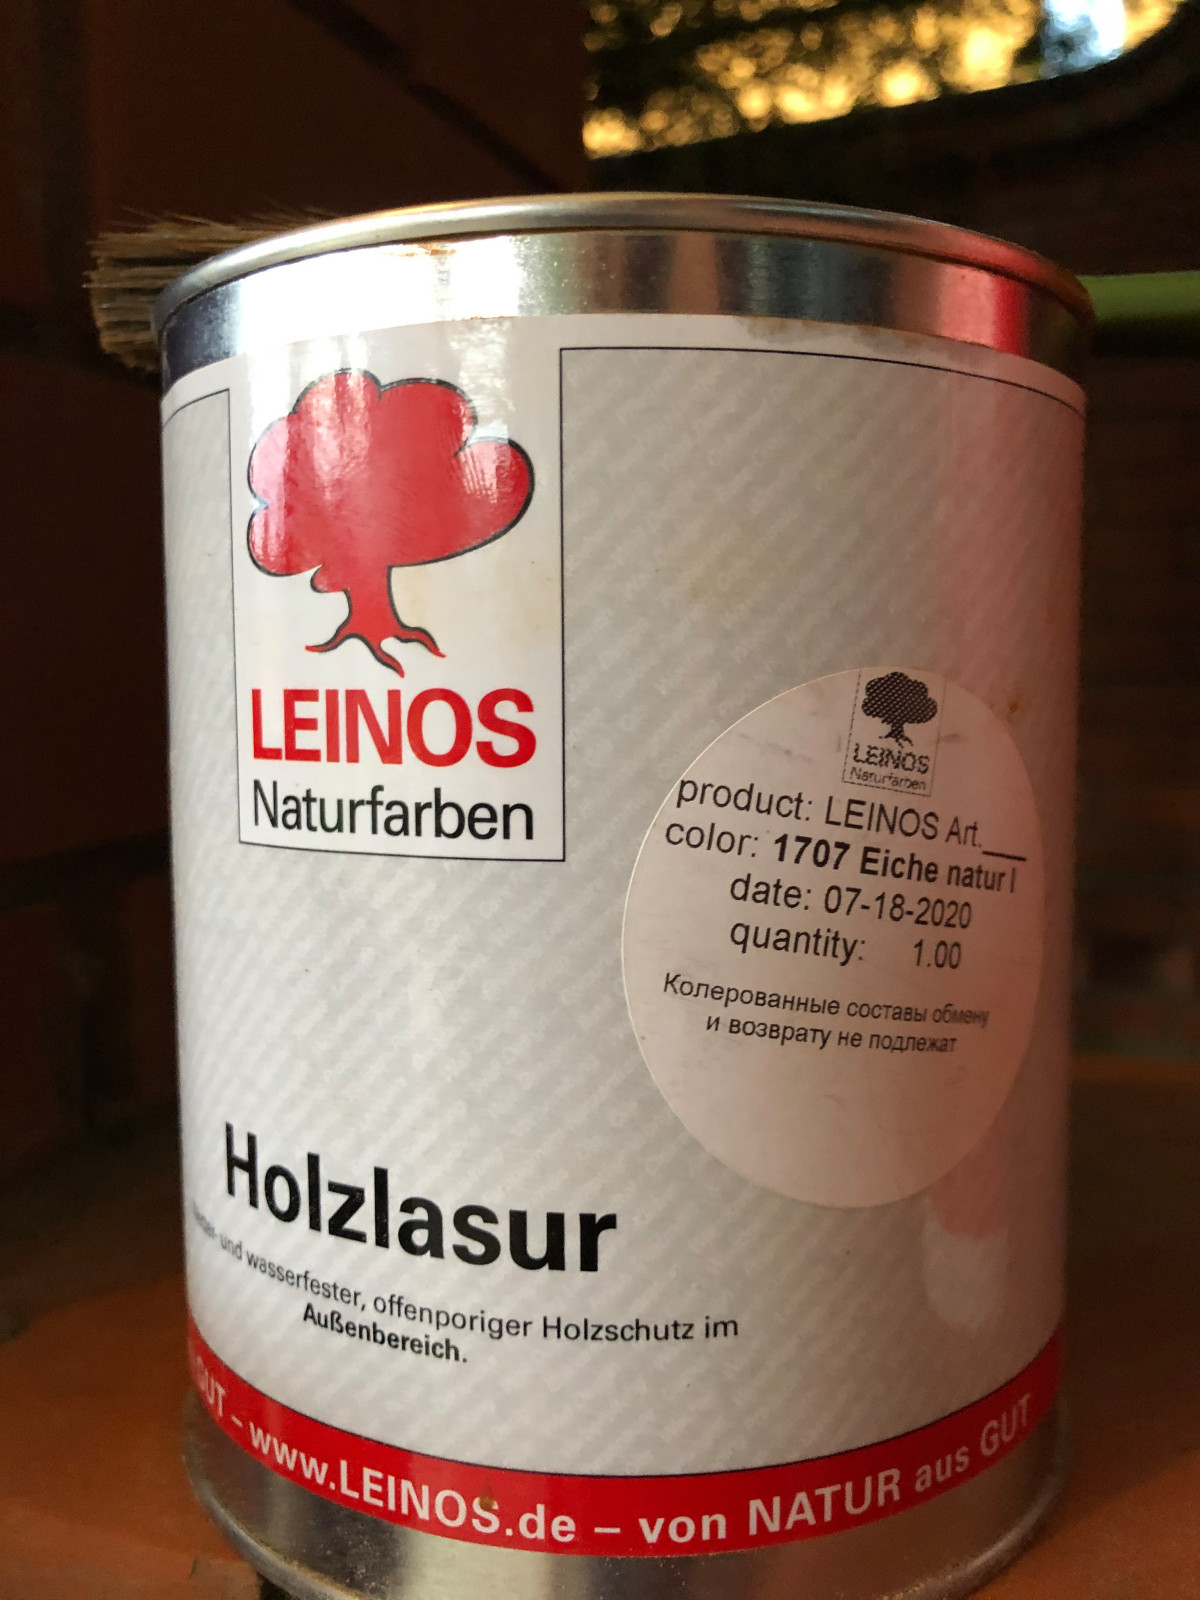 LEINOS
Naturfarben
LEINOS
Naturfarben
product: LEINOS Art.___
color: 1707 Eiche natur l
date: 07-18-2020
quantity: 1.00
Колерованные составы обмену
и возврату не подлежат
Holzlasur
und wasserfester, offenporiger Holzschutz im
Außenbereich.
GUT – www.LEINOS.de – von NATUR aus GUT